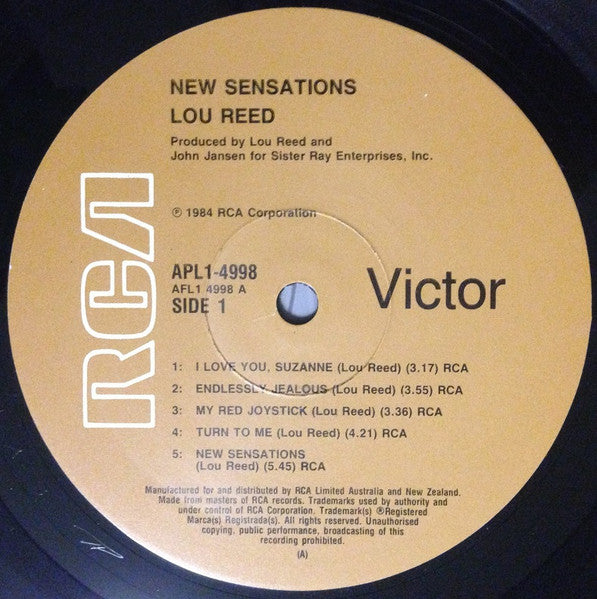 NEW SENSATIONS
LOU REED
Produced by Lou Reed and
John Jansen for Sister Ray Enterprises, Inc.
RCA
℗ 1984 RCA Corporation
APL1-4998
AFL1 4998 A
SIDE 1
Victor
1: I LOVE YOU, SUZANNE (Lou Reed) (3.17) RCA
2: ENDLESSLY JEALOUS (Lou Reed) (3.55) RCA
3: MY RED JOYSTICK (Lou Reed) (3.36) RCA
4: TURN TO ME (Lou Reed) (4.21) RCA
5: NEW SENSATIONS
(Lou Reed) (5.45) RCA
Manufactured for and distributed by RCA Limited Australia and New Zealand.
Made from masters of RCA records. Trademarks used by authority and
under control of RCA Corporation. Trademark(s) ®Registered
Marca(s) Registrada(s). All rights reserved. Unauthorised
copying, public performance, broadcasting of this
recording prohibited.
(A)